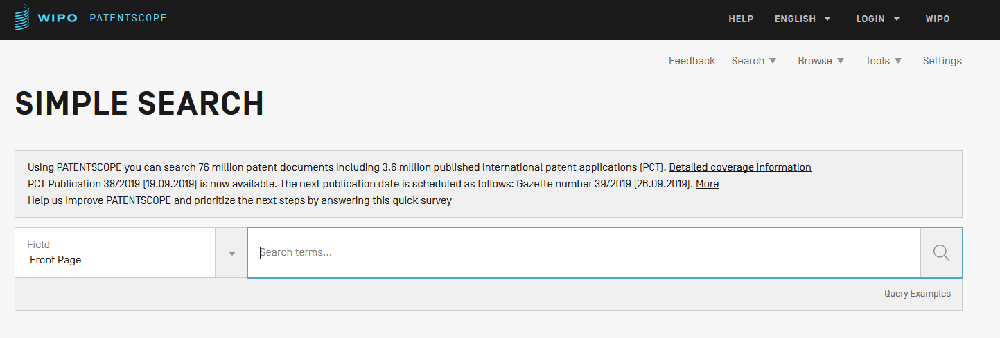 WIPO PATENTSCOPE
HELP ENGLISH LOGIN WIPO
Feedback Search Browse Tools Settings
SIMPLE SEARCH
Using PATENTSCOPE you can search 76 million patent documents including 3.6 million published international patent applications (PCT). Detailed coverage information
PCT Publication 38/2019 (19.09.2019) is now available. The next publication date is scheduled as follows: Gazette number 39/2019 (26.09.2019). More
Help us improve PATENTSCOPE and prioritize the next steps by answering this quick survey
Field
Front Page
Search terms...
Query Examples